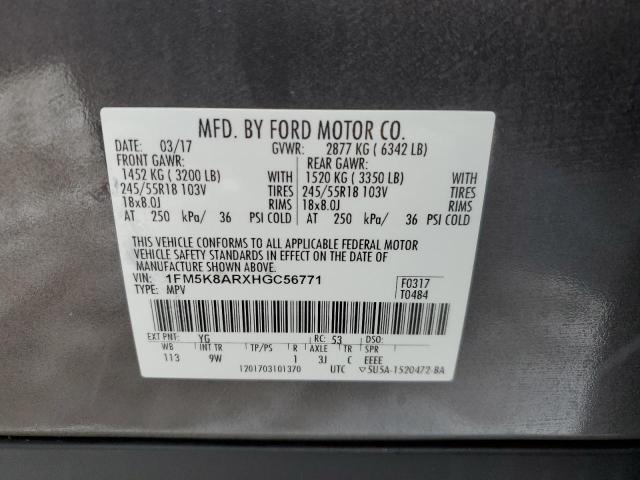 MFD. BY FORD MOTOR CO.
DATE: 03/17 GVWR: 2877 KG ( 6342 LB)
FRONT GAWR: REAR GAWR:
1452 KG ( 3200 LB) WITH 1520 KG ( 3350 LB) WITH
245/55R18 103V TIRES 245/55R18 103V TIRES
18x8.0J RIMS 18x8.0J RIMS
AT 250 kPa/ 36 PSI COLD AT 250 kPa/ 36 PSI COLD
THIS VEHICLE CONFORMS TO ALL APPLICABLE FEDERAL MOTOR
VEHICLE SAFETY STANDARDS IN EFFECT ON THE DATE OF
MANUFACTURE SHOWN ABOVE.
VIN: 1FM5K8ARXHGC56771 F0317
TYPE: MPV T0484
EXT PNT: YG RC: 53 DSO:
WB INT TR TP/PS R AXLE TR SPR
113 9W 1 3J C EEEE
1201703101370 UTC ▽5U5A-1520472-BA